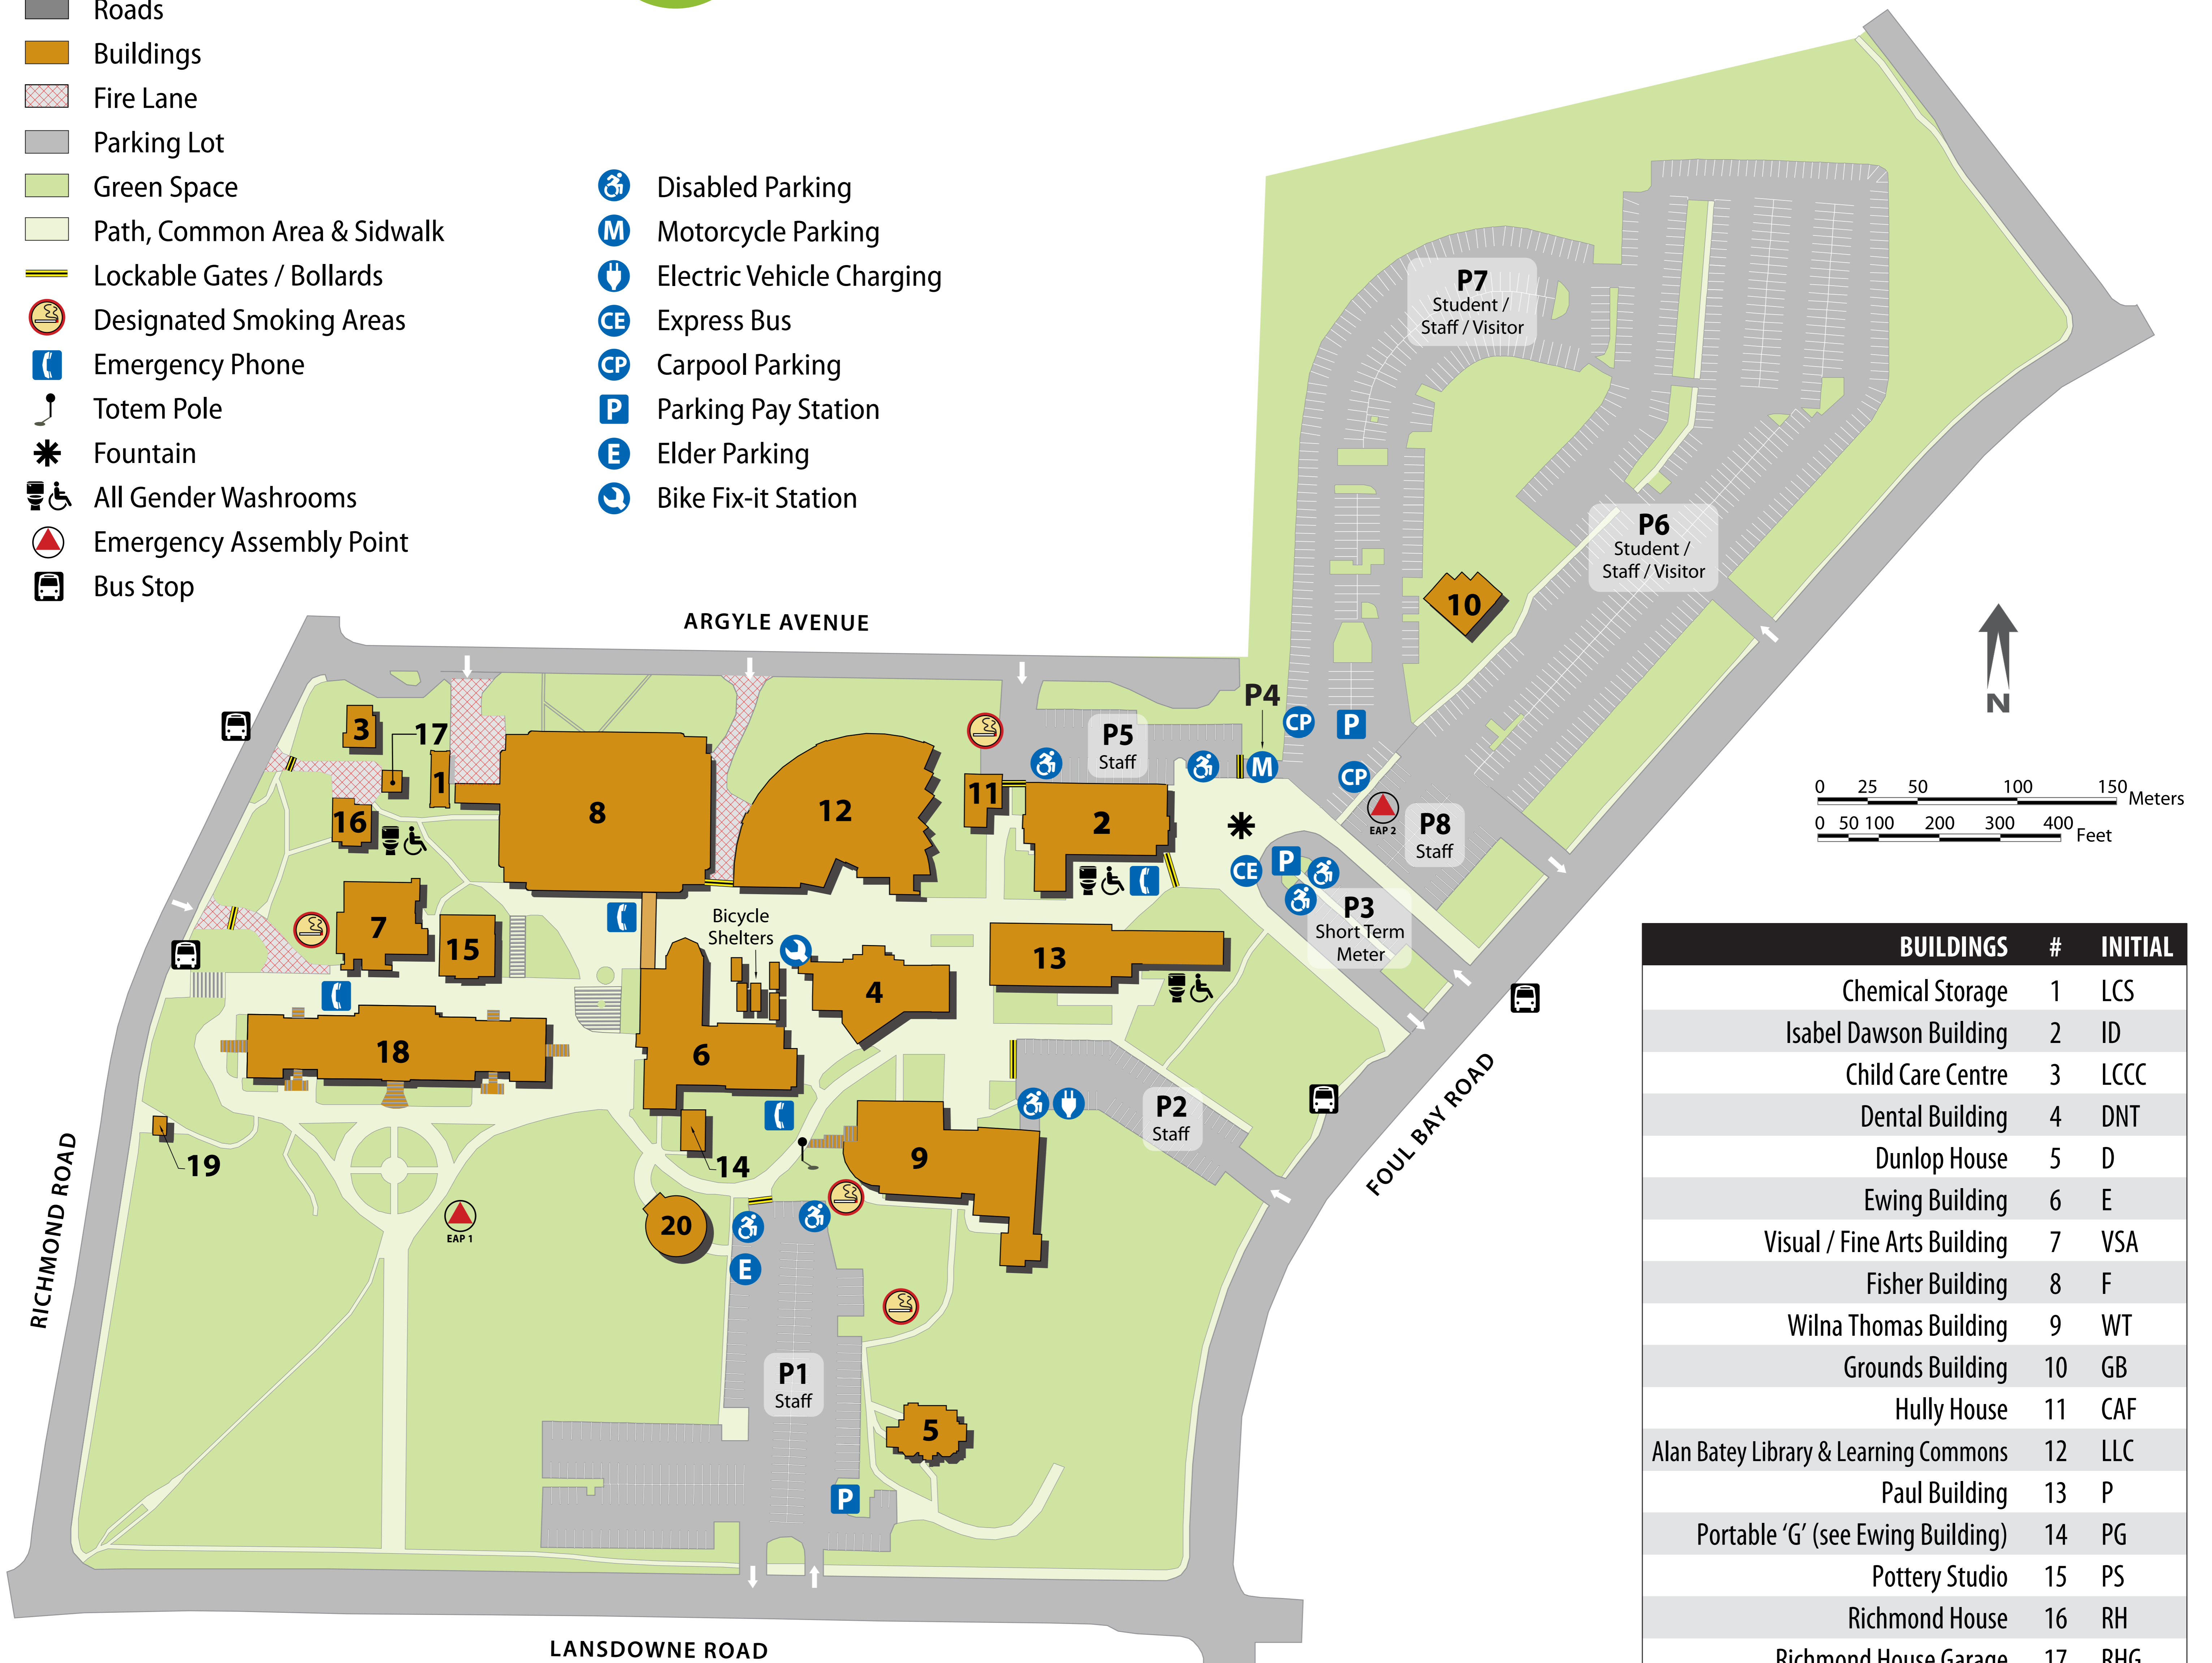 Roads
Buildings
Fire Lane
Parking Lot
Green Space
Path, Common Area & Sidwalk
Lockable Gates / Bollards
Designated Smoking Areas
Emergency Phone
Totem Pole
Fountain
All Gender Washrooms
Emergency Assembly Point
Bus Stop
Disabled Parking
M Motorcycle Parking
Electric Vehicle Charging
CE Express Bus
CP Carpool Parking
P Parking Pay Station
E Elder Parking
Bike Fix-it Station
P7
Student /
Staff / Visitor
P6
Student /
Staff / Visitor
10
ARGYLE AVENUE
N
P4
CP
P
3
17
P5
Staff
M
CP
1
8
12
11
2
16
EAP 2
P8
Staff
0 25 50 100 150 Meters
0 50 100 200 300 400 Feet
CE
P
7
15
Bicycle
Shelters
13
P3
Short Term
Meter
4
18
6
P2
Staff
FOUL BAY ROAD
19
14
9
RICHMOND ROAD
EAP 1
20
E
P1
Staff
5
P
LANSDOWNE ROAD
BUILDINGS # INITIAL
Chemical Storage 1 LCS
Isabel Dawson Building 2 ID
Child Care Centre 3 LCCC
Dental Building 4 DNT
Dunlop House 5 D
Ewing Building 6 E
Visual / Fine Arts Building 7 VSA
Fisher Building 8 F
Wilna Thomas Building 9 WT
Grounds Building 10 GB
Hully House 11 CAF
Alan Batey Library & Learning Commons 12 LLC
Paul Building 13 P
Portable ‘G’ (see Ewing Building) 14 PG
Pottery Studio 15 PS
Richmond House 16 RH
Richmond House Garage 17 RHG